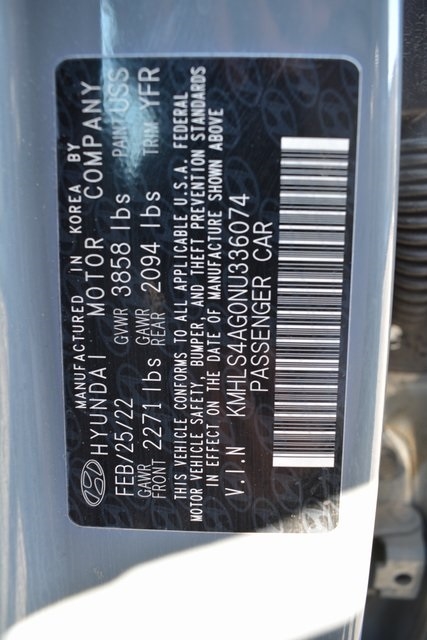 MANUFACTURED IN KOREA BY
HYUNDAI MOTOR COMPANY
FEB/25/22 GVWR 3858 lbs PAINT USS
GAWR FRONT 2271 lbs GAWR REAR 2094 lbs TRIM YFR
THIS VEHICLE CONFORMS TO ALL APPLICABLE U.S.A. FEDERAL
MOTOR VEHICLE SAFETY, BUMPER, AND THEFT PREVENTION STANDARDS
IN EFFECT ON THE DATE OF MANUFACTURE SHOWN ABOVE
V.I.N KMHLS4AG0NU336074
PASSENGER CAR